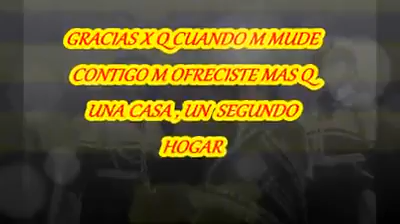 GRACIAS X Q CUANDO M MUDE
CONTIGO M OFRECISTE MAS Q
UNA CASA , UN SEGUNDO
HOGAR